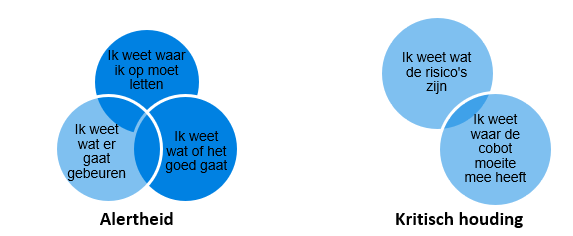 Ik weet waar
ik op moet
letten
Ik weet
wat er
gaat
gebeuren
Ik weet
wat of het
goed gaat
Alertheid
Ik weet wat
de risico's
zijn
Ik weet
waar de
cobot
moeite
mee heeft
Kritisch houding